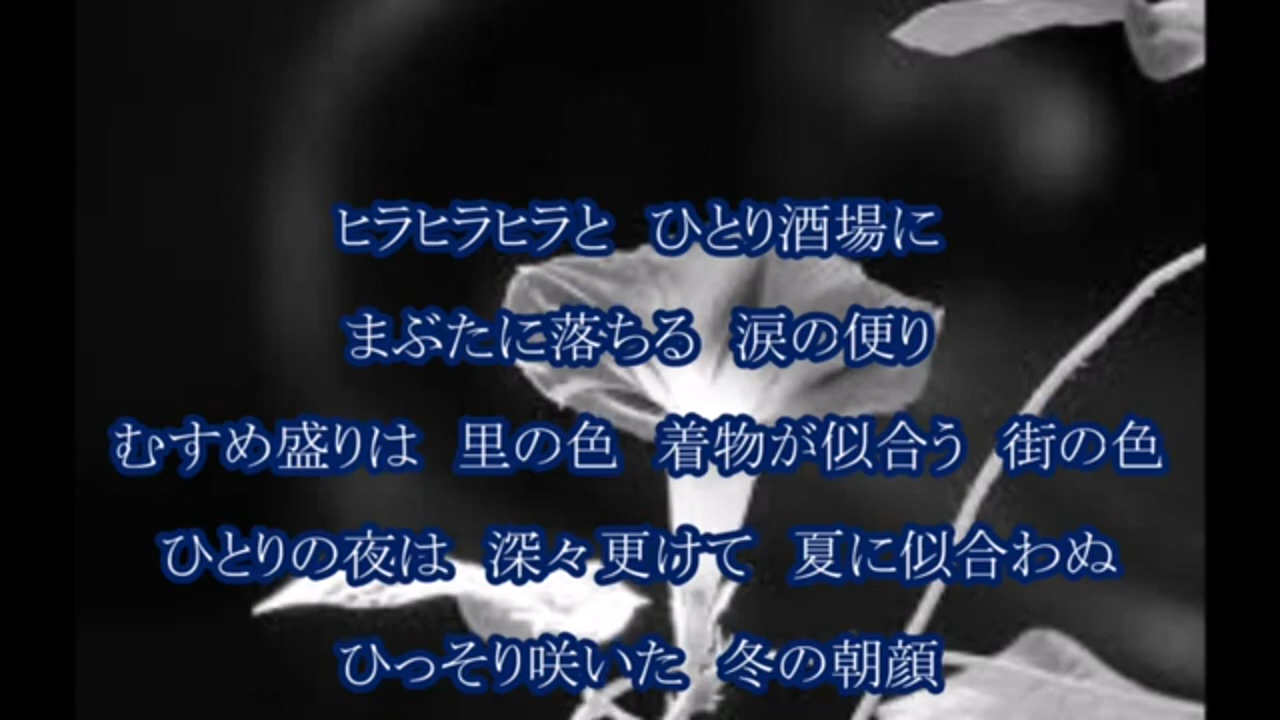 ヒラヒラヒラと　ひとり酒場に
まぶたに落ちる　涙の便り
むすめ盛りは　里の色　着物が似合う　街の色
ひとりの夜は　深々更けて　夏に似合わぬ
ひっそり咲いた　冬の朝顔